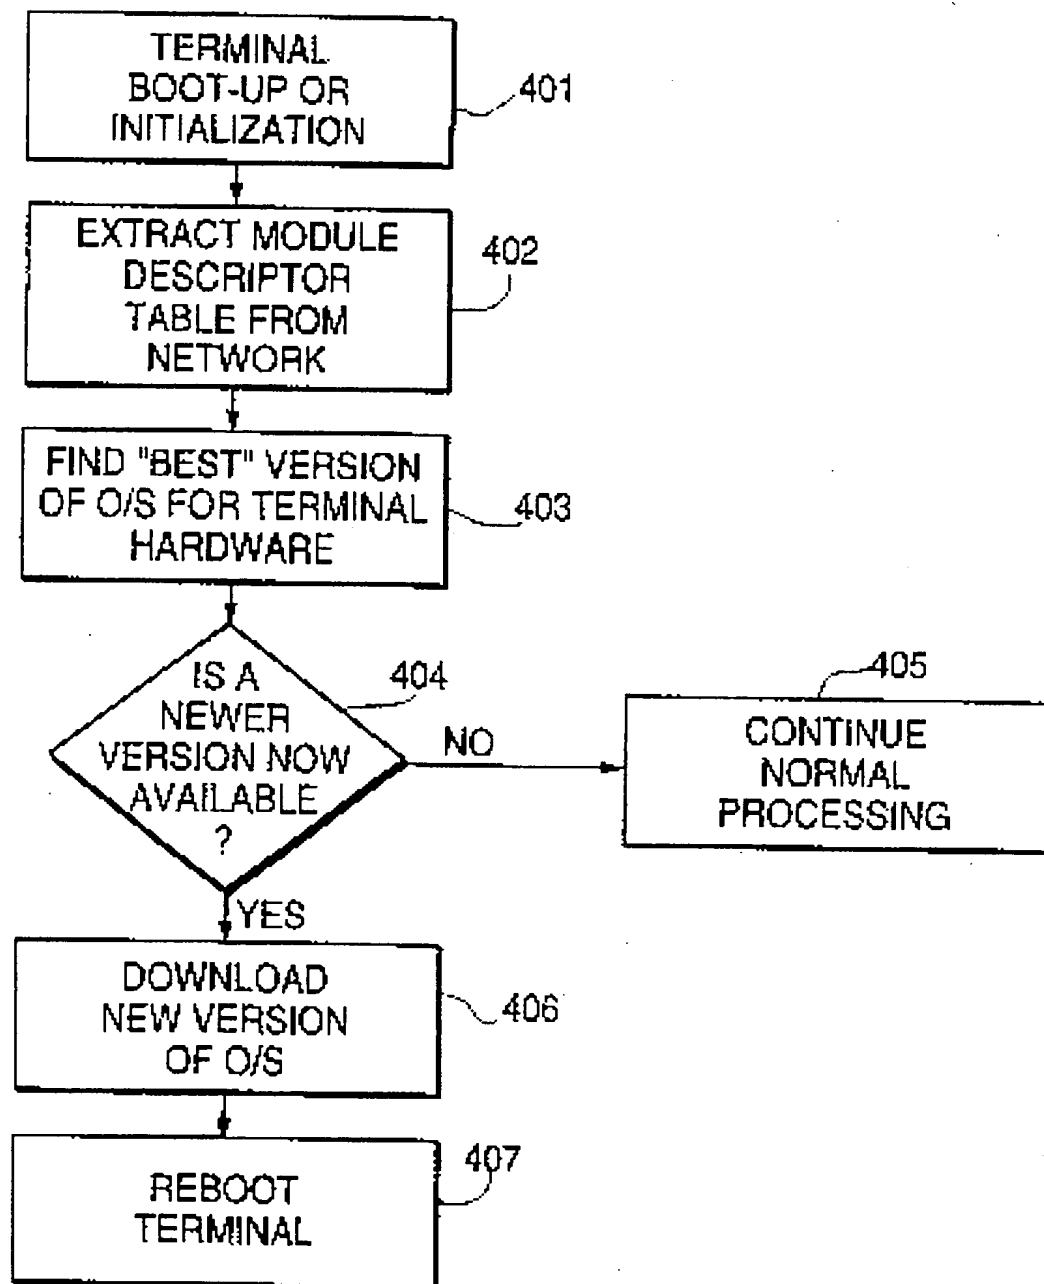 TERMINAL
BOOT-UP OR
INITIALIZATION
401
EXTRACT MODULE
DESCRIPTOR
TABLE FROM
NETWORK
402
FIND "BEST" VERSION
OF O/S FOR TERMINAL
HARDWARE
403
IS A
NEWER
VERSION NOW
AVAILABLE
?
404
NO
405
CONTINUE
NORMAL
PROCESSING
YES
DOWNLOAD
NEW VERSION
OF O/S
406
REBOOT
TERMINAL
407